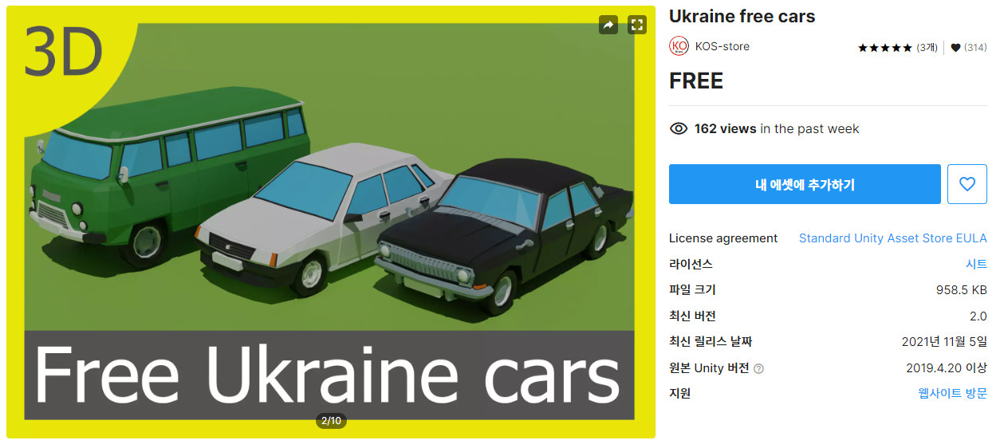 3D
Free Ukraine cars
2/10
Ukraine free cars
KO
KOS-store
★★★★★ (3개)
(314)
FREE
162 views in the past week
내 에셋에 추가하기
License agreement Standard Unity Asset Store EULA
라이선스 시트
파일 크기 958.5 KB
최신 버전 2.0
최신 릴리스 날짜 2021년 11월 5일
원본 Unity 버전 ? 2019.4.20 이상
지원 웹사이트 방문